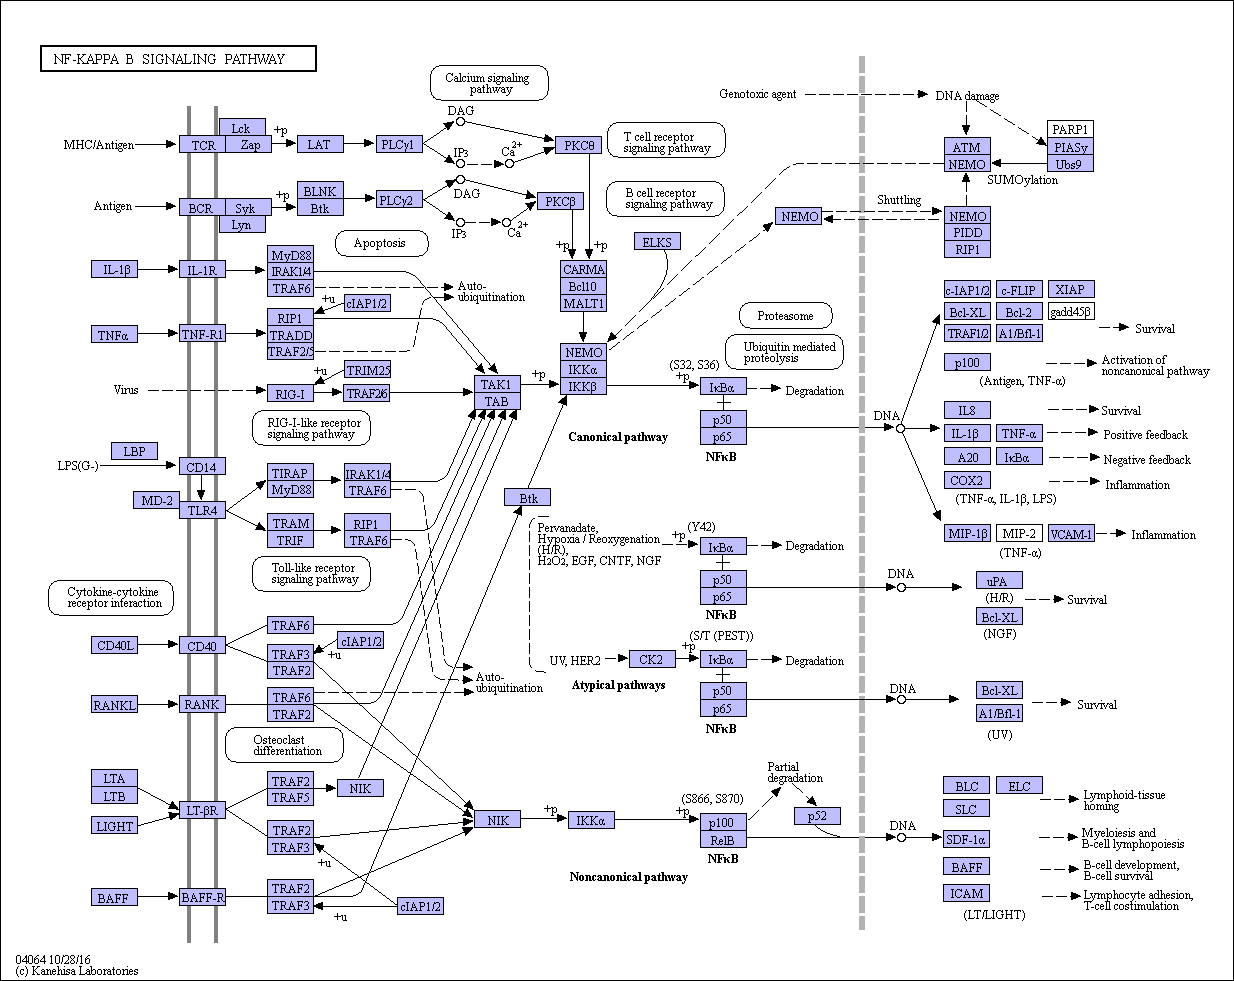 NF-KAPPA B SIGNALING PATHWAY
Calcium signaling
pathway
Genotoxic agent
DNA damage
DAG
MHC/Antigen
TCR
Lck
Zap
+p
LAT
PLCγ1
IP3
Ca2+
PKCθ
T cell receptor
signaling pathway
ATM
NEMO
PARP1
PIASy
Ubs9
SUMOylation
Antigen
BCR
Syk
Lyn
+p
BLNK
Btk
PLCγ2
DAG
IP3
Ca2+
PKCβ
B cell receptor
signaling pathway
NEMO
Shuttling
NEMO
PIDD
RIP1
Apoptosis
+p
+p
ELKS
IL-1β
IL-1R
MyD88
IRAK1/4
TRAF6
Auto-
ubiquitination
CARMA
Bcl10
MALT1
c-IAP1/2
c-FLIP
XIAP
Bcl-XL
Bcl-2
gadd45β
TRAF1/2
A1/Bfl-1
Survival
TNFα
TNF-R1
RIP1
TRADD
TRAF2/5
+u
cIAP1/2
Proteasome
Ubiquitin mediated
proteolysis
NEMO
IKKα
IKKβ
p100
Activation of
noncanonical pathway
(Antigen, TNF-α)
Virus
RIG-I
+u
TRIM25
TRAF2/6
TAK1
TAB
+p
(S32, S36)
+p
IκBα
Degradation
p50
p65
NFκB
Canonical pathway
DNA
RIG-I-like receptor
signaling pathway
IL8
Survival
IL-1β
TNF-α
Positive feedback
A20
IκBα
Negative feedback
COX2
Inflammation
(TNF-α, IL-1β, LPS)
LPS(G-)
LBP
CD14
MD-2
TLR4
TIRAP
MyD88
IRAK1/4
TRAF6
TRAM
TRIF
RIP1
TRAF6
Btk
Toll-like receptor
signaling pathway
MIP-1β
MIP-2
VCAM-1
Inflammation
(TNF-α)
Pervanadate,
Hypoxia / Reoxygenation
(H/R),
H2O2, EGF, CNTF, NGF
+p
(Y42)
IκBα
Degradation
p50
p65
NFκB
DNA
uPA
(H/R)
Survival
Bcl-XL
(NGF)
Cytokine-cytokine
receptor interaction
CD40L
CD40
TRAF6
TRAF3
TRAF2
+u
cIAP1/2
UV, HER2
CK2
+p
(S/T (PEST))
IκBα
Degradation
Auto-
ubiquitination
Atypical pathways
p50
p65
NFκB
DNA
Bcl-XL
A1/Bfl-1
Survival
(UV)
RANKL
RANK
TRAF6
TRAF2
Osteoclast
differentiation
LTA
LTB
LIGHT
LT-βR
TRAF2
TRAF5
NIK
TRAF2
TRAF3
+u
NIK
+p
IKKα
+p
(S866, S870)
p100
RelB
NFκB
Partial
degradation
p52
DNA
Noncanonical pathway
BLC
ELC
SLC
Lymphoid-tissue
homing
SDF-1α
Myeloiesis and
B-cell lymphopoiesis
BAFF
B-cell development,
B-cell survival
ICAM
Lymphocyte adhesion,
T-cell costimulation
(LT/LIGHT)
BAFF
BAFF-R
TRAF2
TRAF3
+u
cIAP1/2
04064 10/28/16
(c) Kanehisa Laboratories